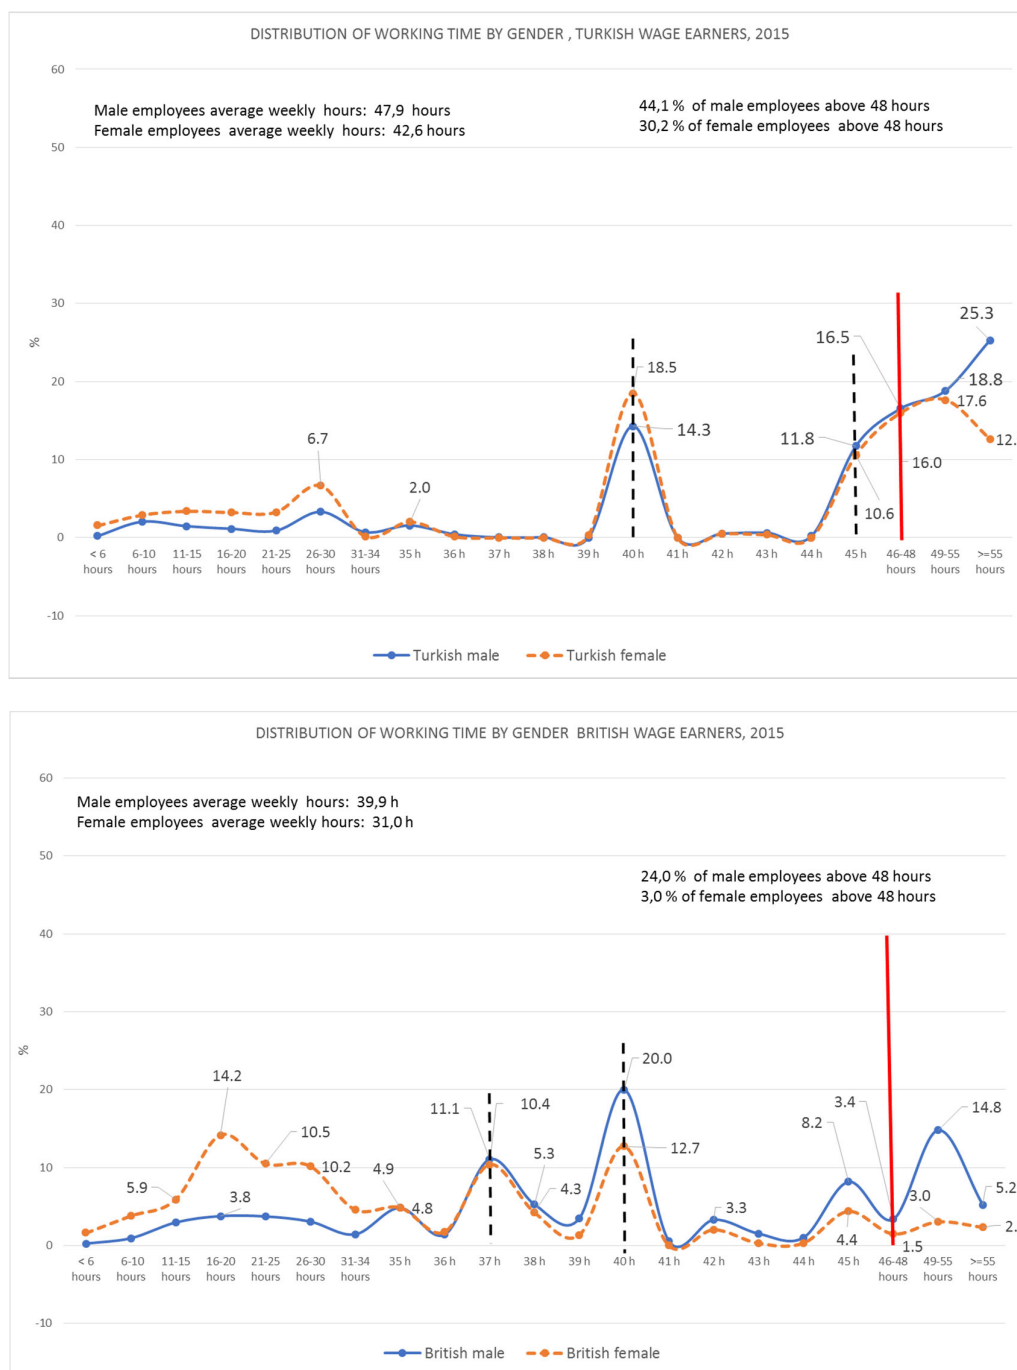 DISTRIBUTION OF WORKING TIME BY GENDER , TURKISH WAGE EARNERS, 2015
60
Male employees average weekly hours: 47,9 hours
Female employees average weekly hours: 42,6 hours
44,1 % of male employees above 48 hours
30,2 % of female employees above 48 hours
50
40
30
%
20
10
0
-10
6.7
2.0
18.5
14.3
11.8
10.6
16.5
16.0
25.3
18.8
17.6
12.
< 6 hours
6-10 hours
11-15 hours
16-20 hours
21-25 hours
26-30 hours
31-34 hours
35 h
36 h
37 h
38 h
39 h
40 h
41 h
42 h
43 h
44 h
45 h
46-48 hours
49-55 hours
>=55 hours
Turkish male
Turkish female
DISTRIBUTION OF WORKING TIME BY GENDER BRITISH WAGE EARNERS, 2015
60
Male employees average weekly hours: 39,9 h
Female employees average weekly hours: 31,0 h
50
24,0 % of male employees above 48 hours
3,0 % of female employees above 48 hours
40
30
%
20
10
0
-10
5.9
14.2
3.8
10.5
10.2
4.9
4.8
11.1
10.4
5.3
4.3
20.0
12.7
3.3
8.2
4.4
3.4
1.5
3.0
14.8
5.2
2.
< 6 hours
6-10 hours
11-15 hours
16-20 hours
21-25 hours
26-30 hours
31-34 hours
35 h
36 h
37 h
38 h
39 h
40 h
41 h
42 h
43 h
44 h
45 h
46-48 hours
49-55 hours
>=55 hours
British male
British female